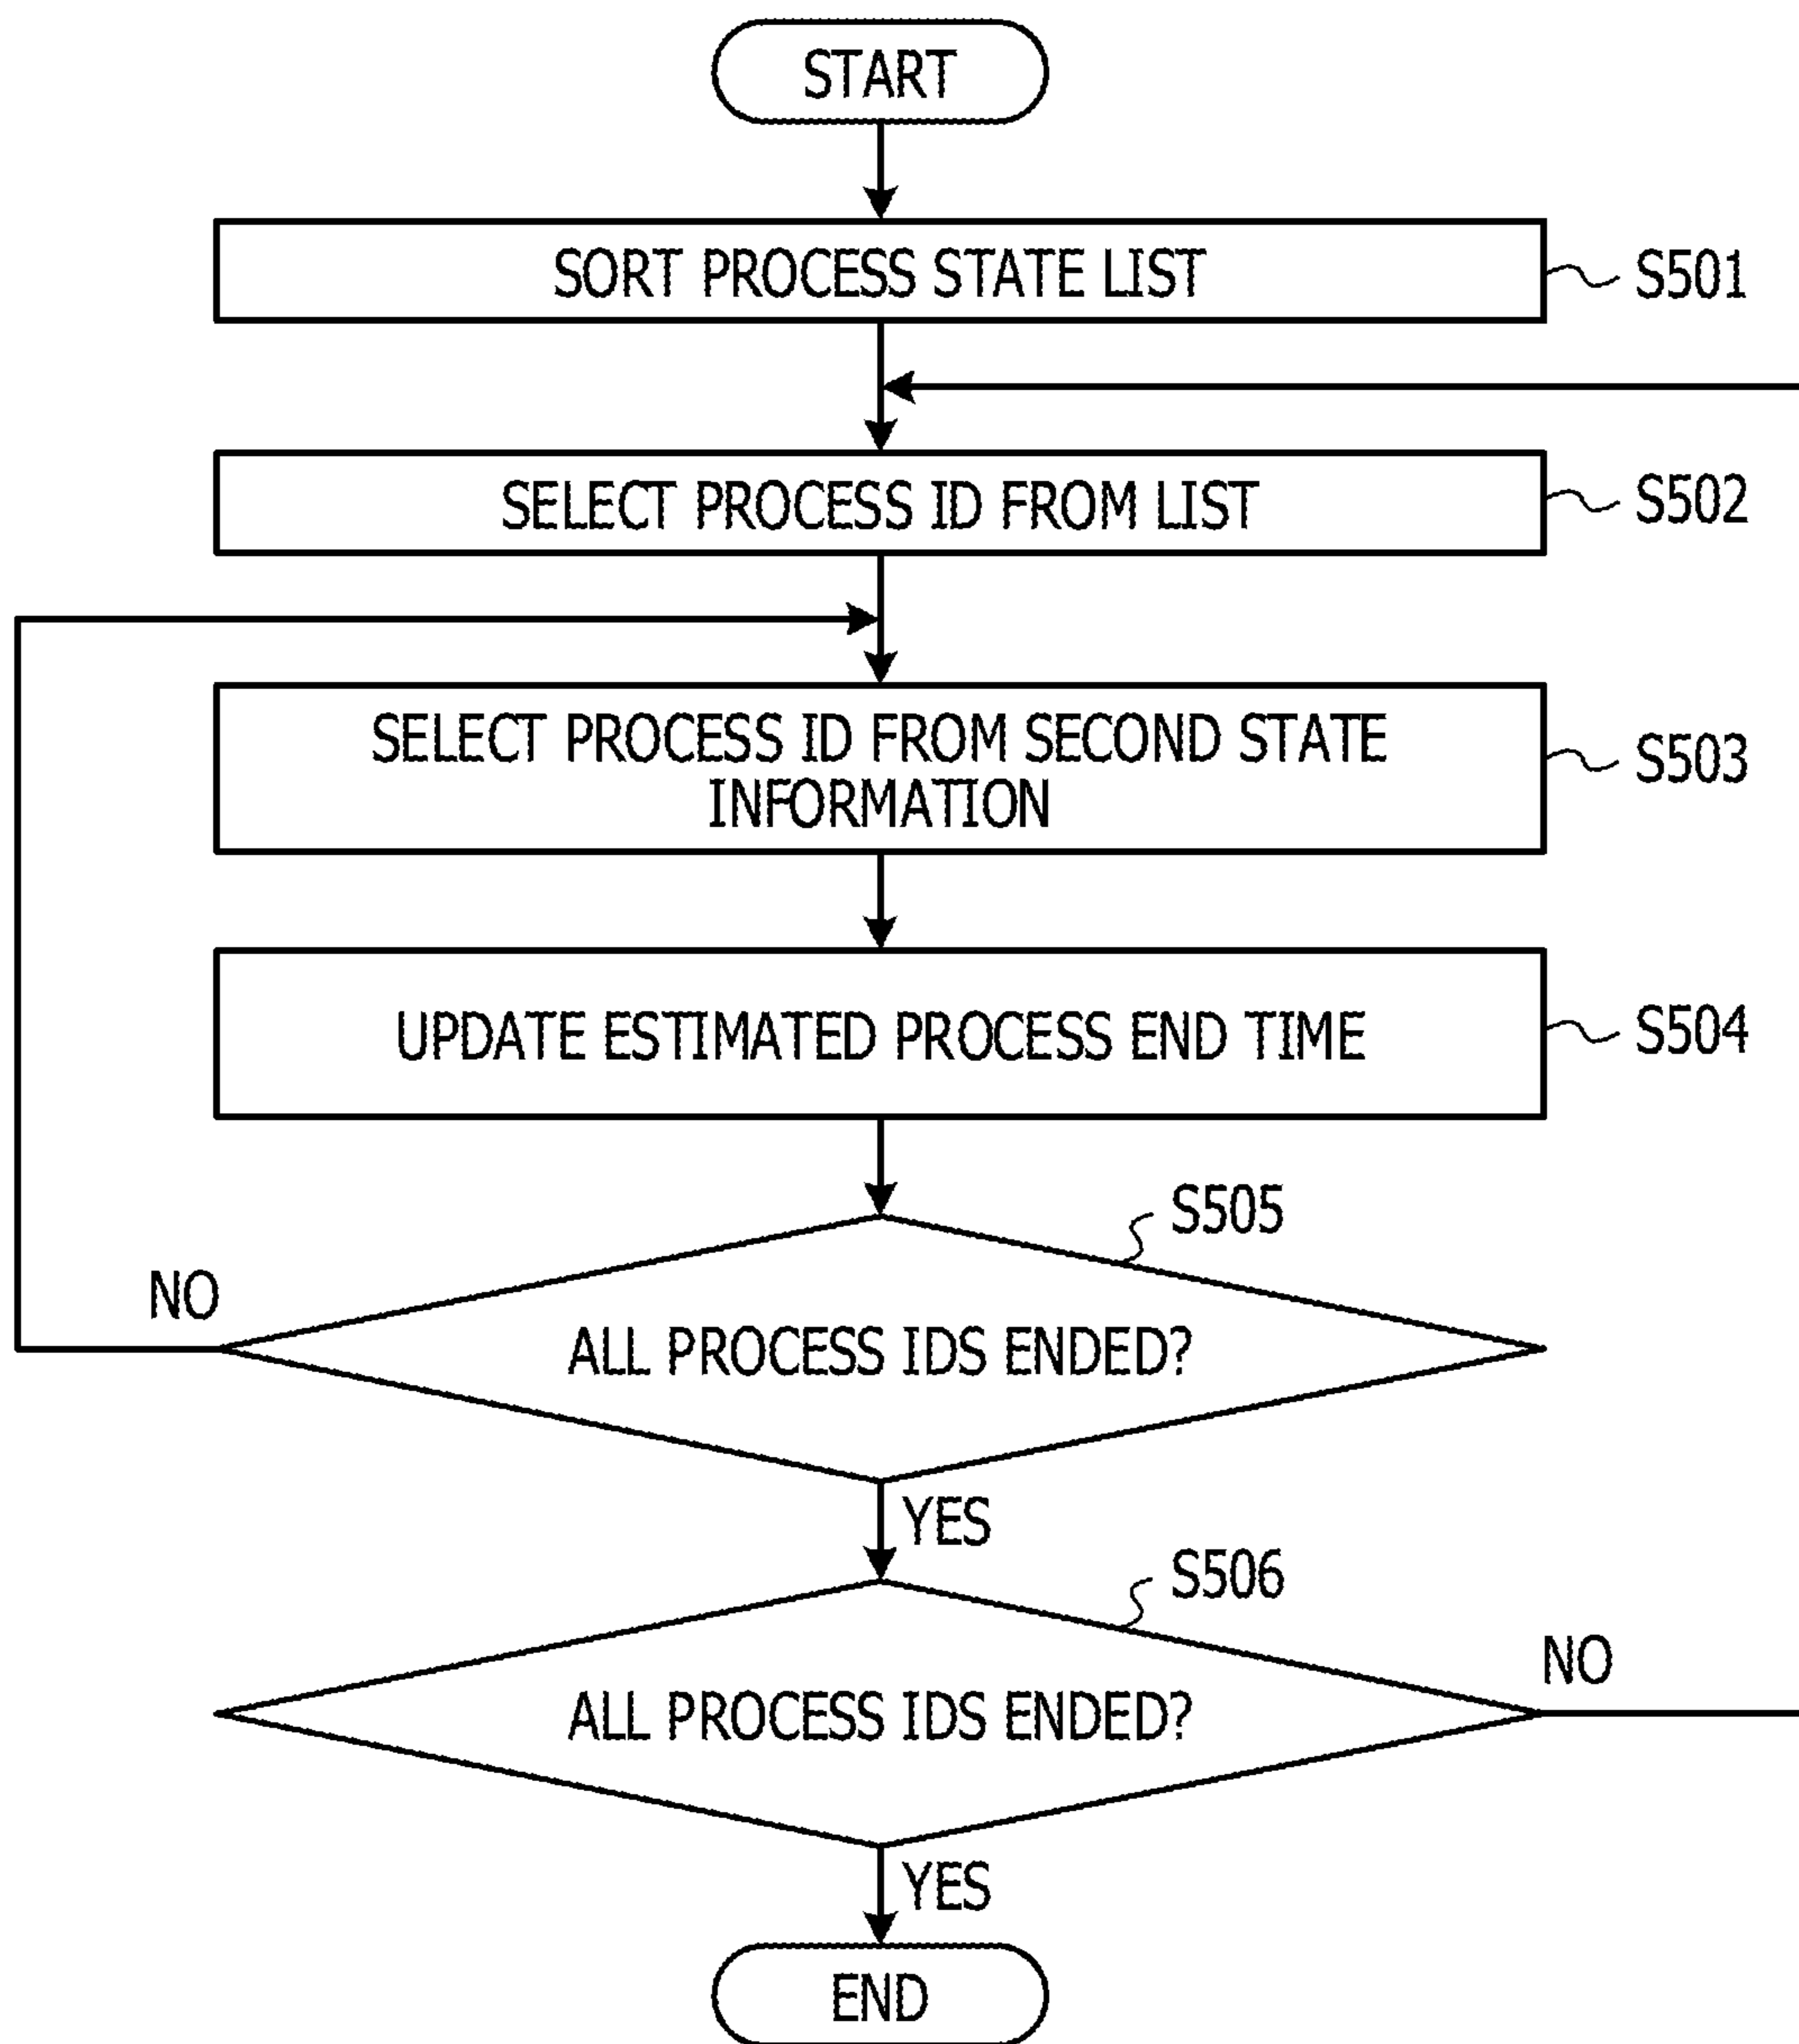 START
SORT PROCESS STATE LIST
S501
SELECT PROCESS ID FROM LIST
S502
SELECT PROCESS ID FROM SECOND STATE
INFORMATION
S503
UPDATE ESTIMATED PROCESS END TIME
S504
S505
NO
ALL PROCESS IDS ENDED?
YES
S506
NO
ALL PROCESS IDS ENDED?
YES
END